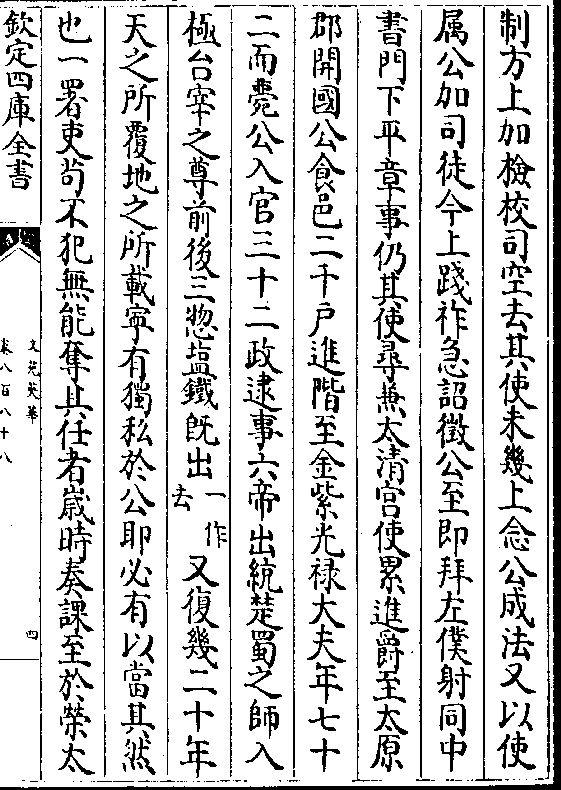 制方上加檢校司空去其使未幾上念公成法又以使
属公加司徒今上踐祚急詔徵公至即拜左僕射同中
書門下平章事仍其使尋兼太清宫使累進爵至太原
郡開國公食邑二千户進階至金紫光禄大夫年七十
二而薨公入官三十二政逮事六帝出統楚蜀之師入
極台宰之尊前後三惣塩鐵既出一作去又復幾二十年
天之所覆地之所載寧有獨私於公耶必有以當其然
也一署吏苟不犯無能奪其任者嵗時奏課至於榮太
欽定四庫全書
文苑英華
卷八百八十八
四